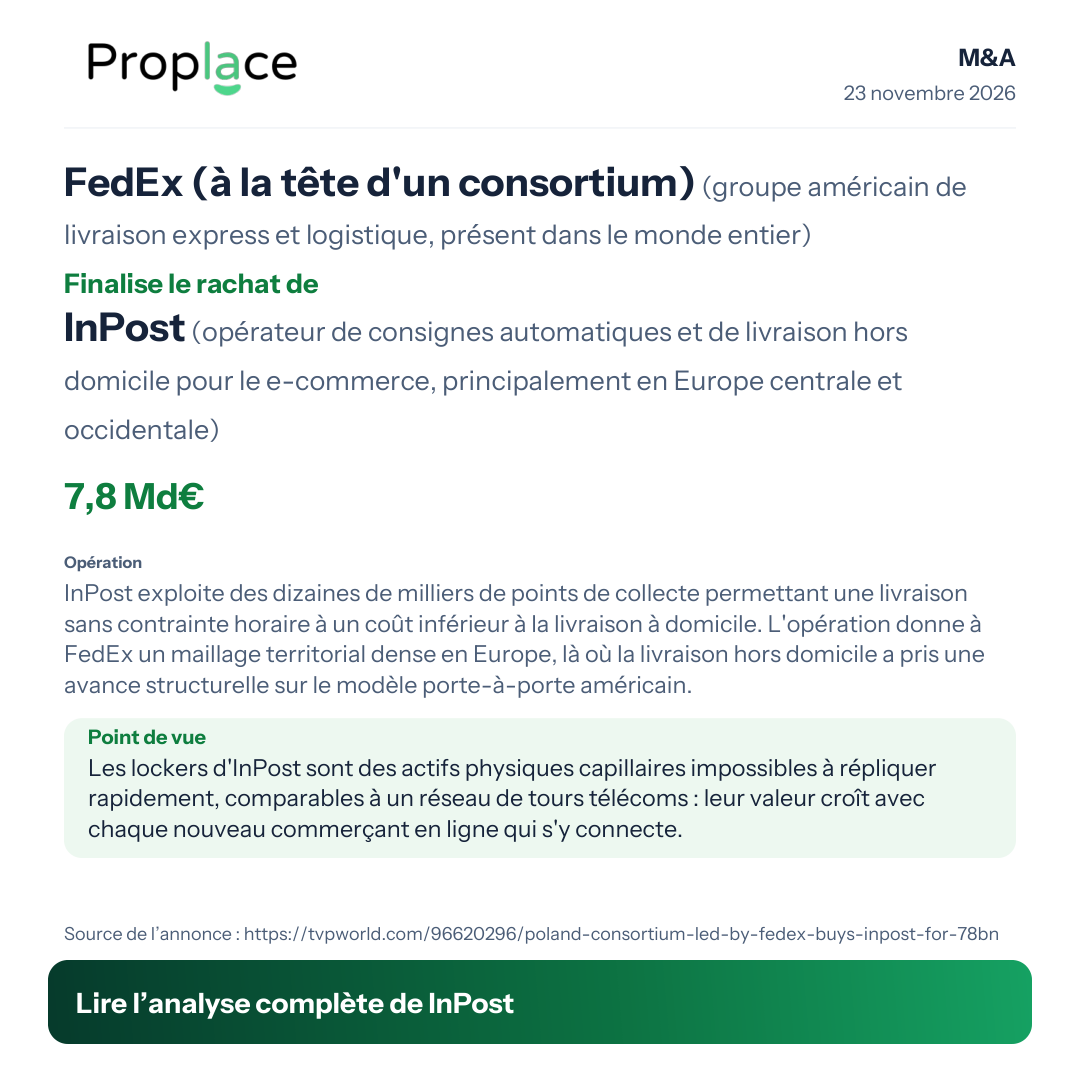 Proplace
M&A
23 novembre 2026
FedEx (à la tête d'un consortium) (groupe américain de
livraison express et logistique, présent dans le monde entier)
Finalise le rachat de
InPost (opérateur de consignes automatiques et de livraison hors
domicile pour le e-commerce, principalement en Europe centrale et
occidentale)
7,8 Md€
Opération
InPost exploite des dizaines de milliers de points de collecte permettant une livraison
sans contrainte horaire à un coût inférieur à la livraison à domicile. L'opération donne à
FedEx un maillage territorial dense en Europe, là où la livraison hors domicile a pris une
avance structurelle sur le modèle porte-à-porte américain.
Point de vue
Les lockers d'InPost sont des actifs physiques capillaires impossibles à répliquer
rapidement, comparables à un réseau de tours télécoms : leur valeur croît avec
chaque nouveau commerçant en ligne qui s'y connecte.
Source de l’annonce : https://tvpworld.com/96620296/poland-consortium-led-by-fedex-buys-inpost-for-78bn
Lire l’analyse complète de InPost